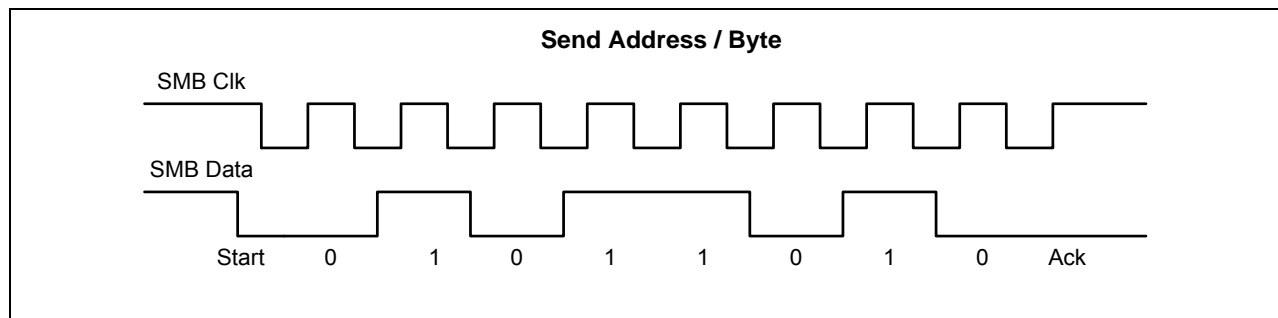 Send Address / Byte
SMB Clk
SMB Data
Start 0 1 0 1 1 0 1 0 Ack